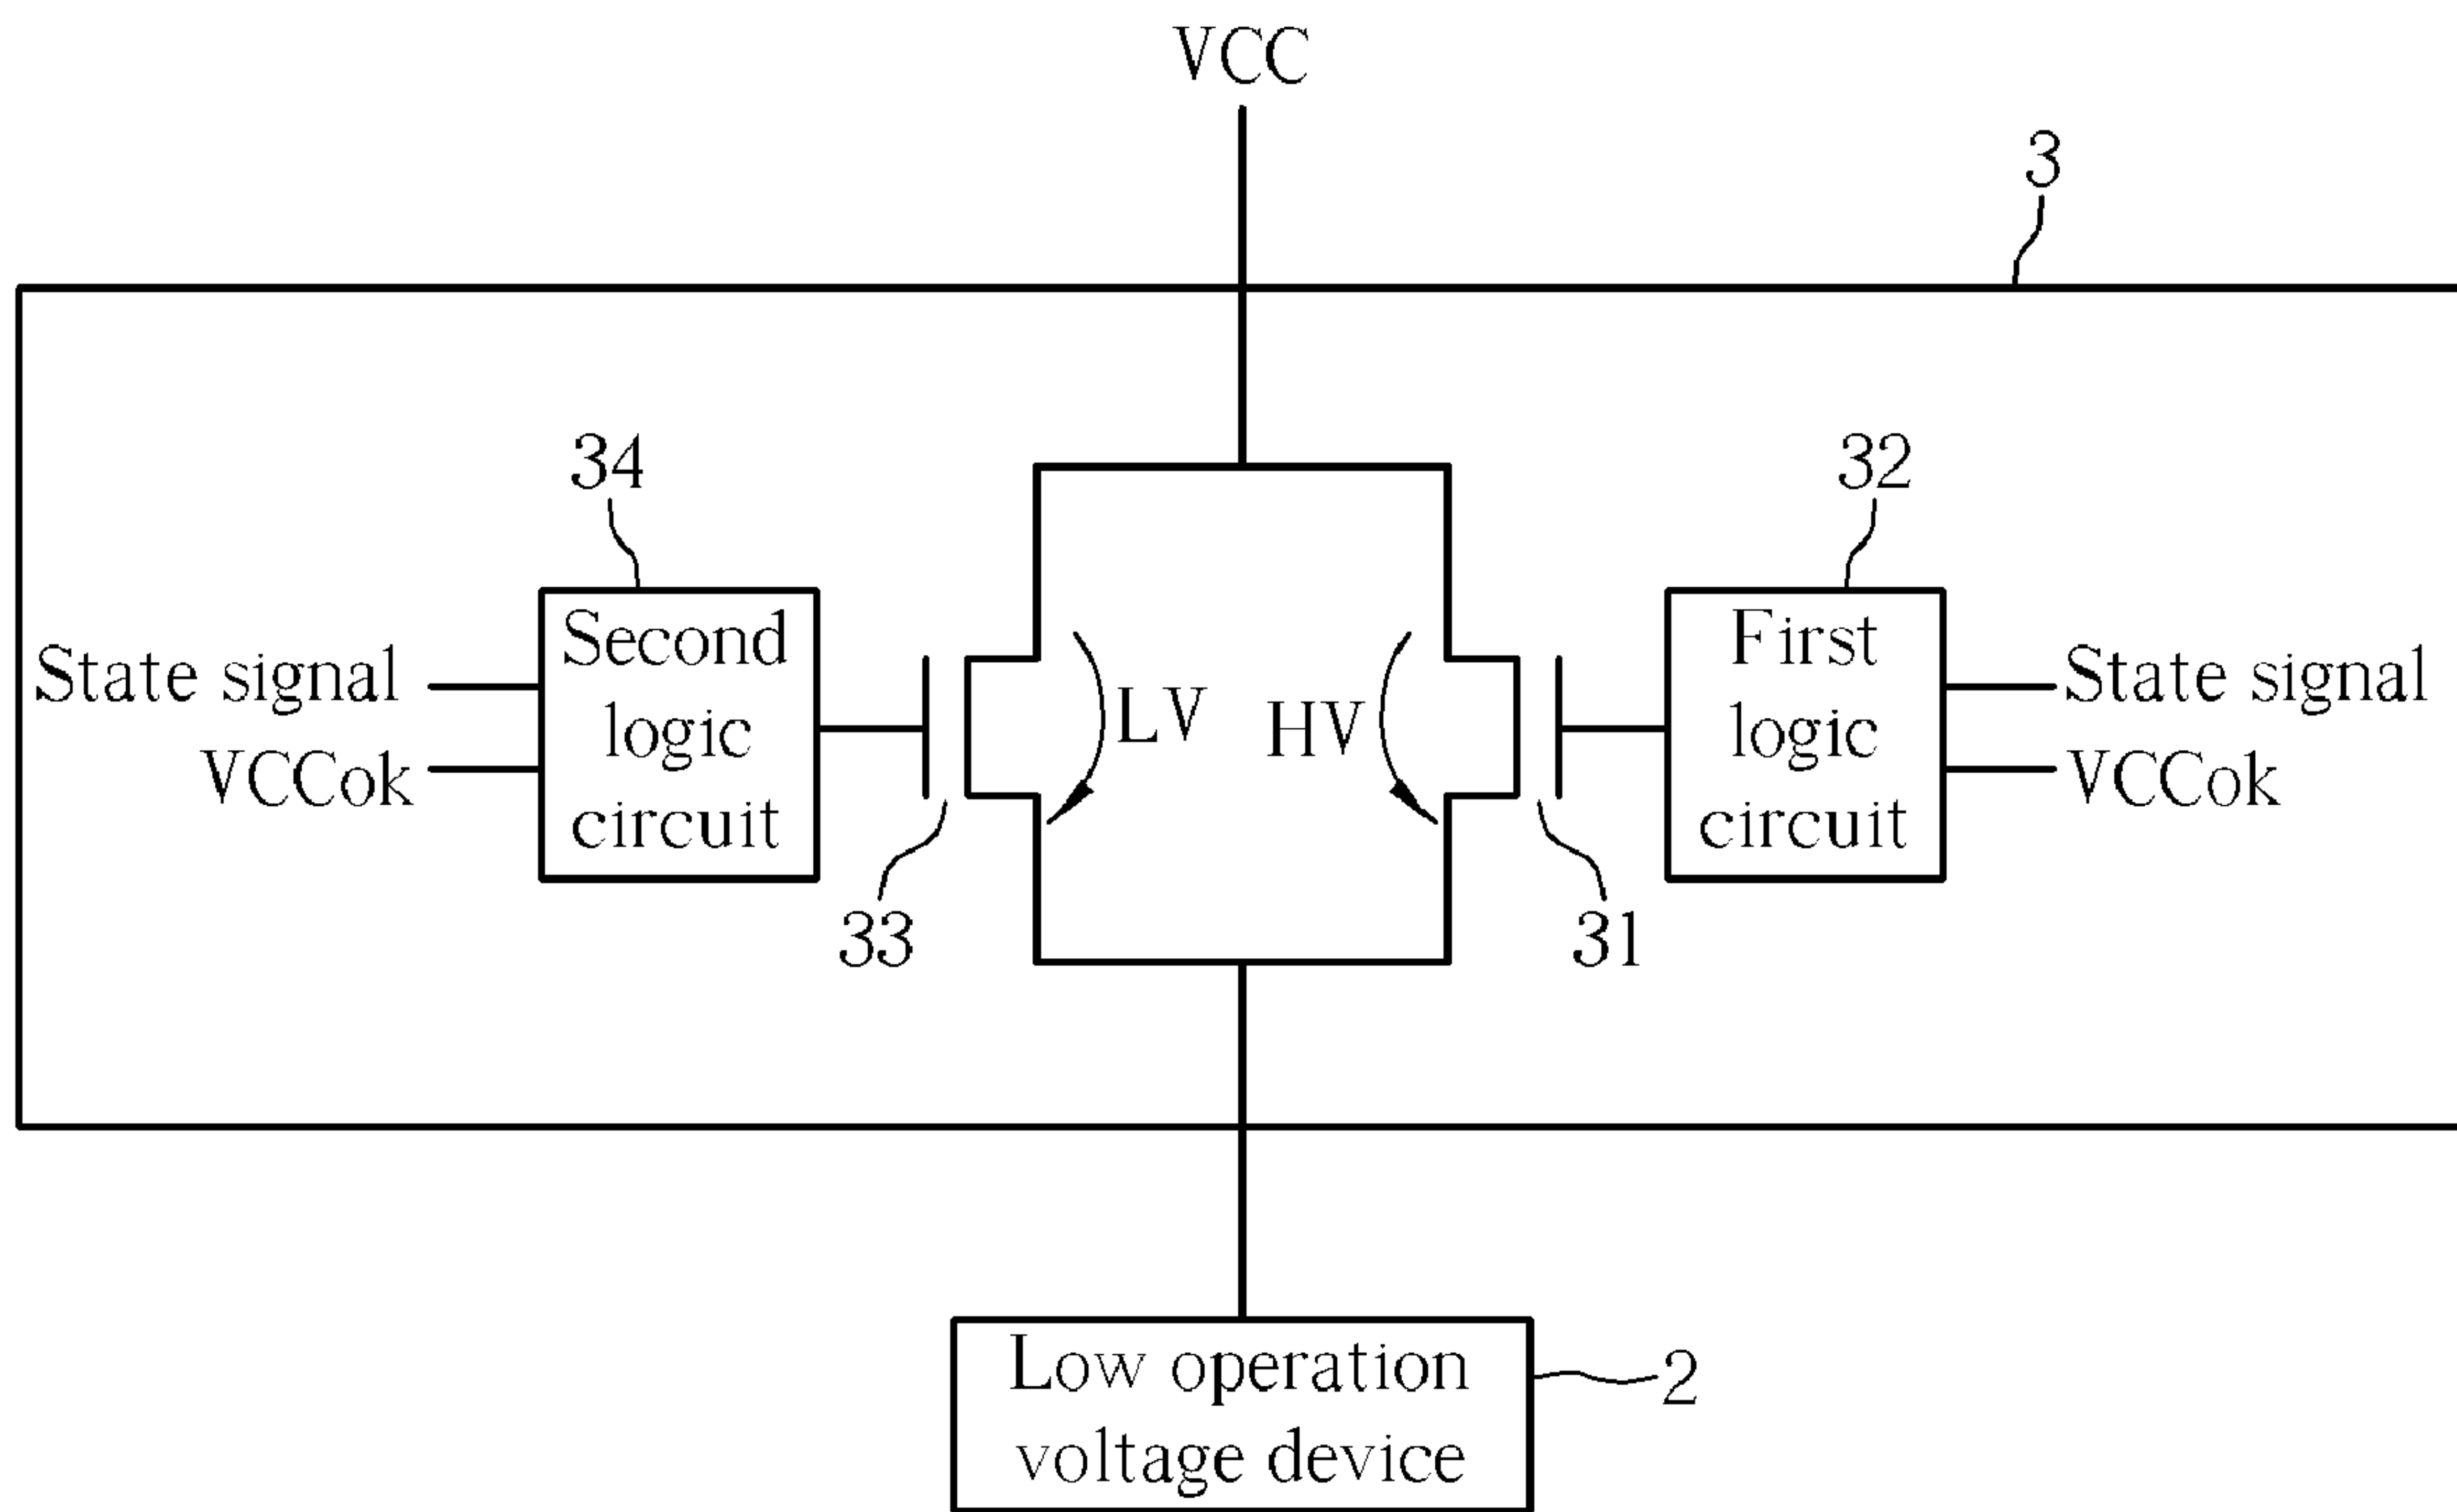 VCC
3
34
32
Second
logic
circuit
First
logic
circuit
State signal
VCCok
LV
HV
State signal
VCCok
33
31
Low operation
voltage device
2